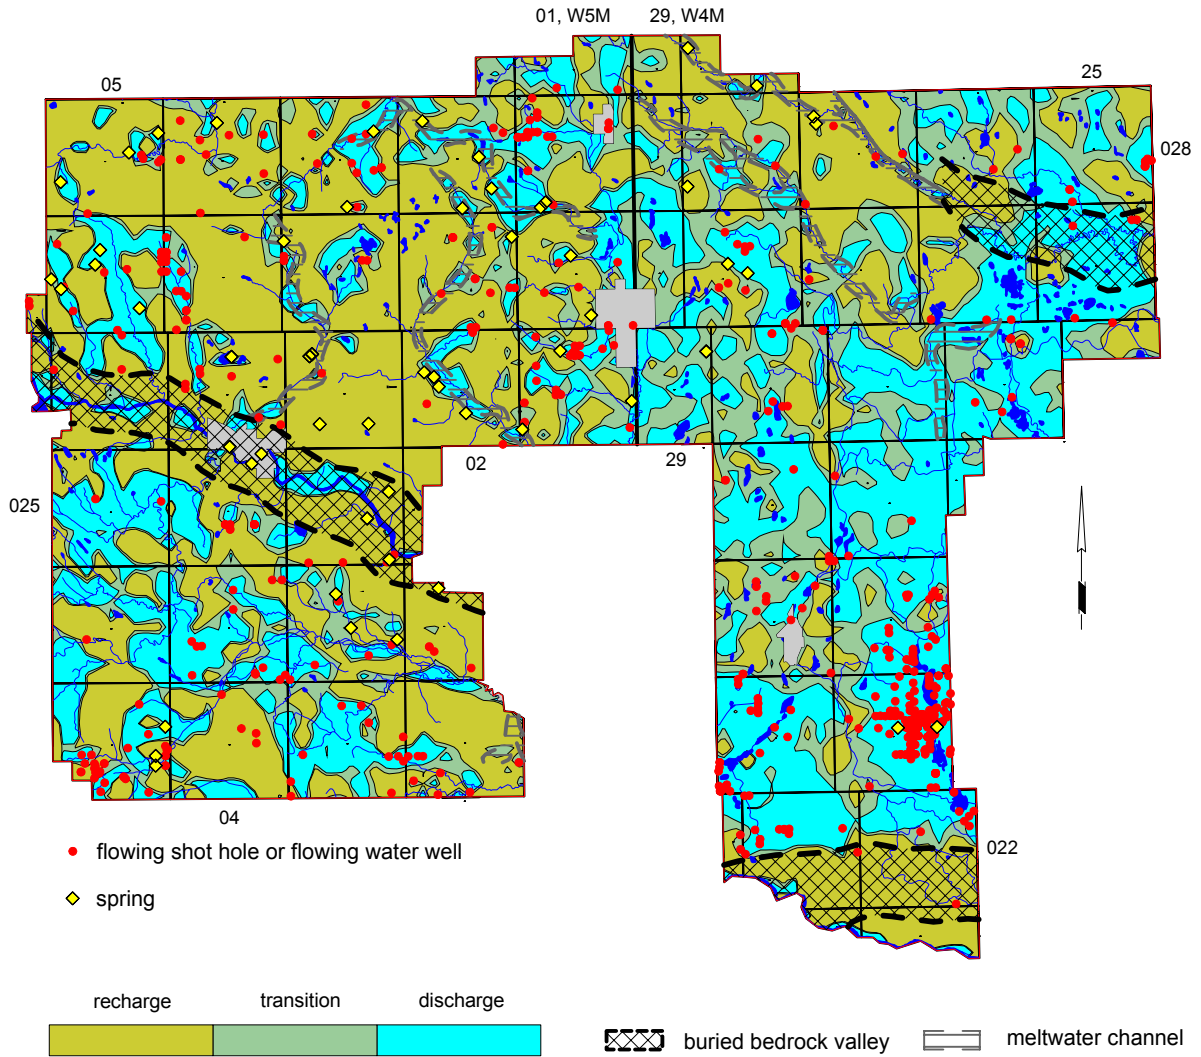 01, W5M 29, W4M
05
25
028
02
29
025
04
022
flowing shot hole or flowing water well
spring
recharge transition discharge
buried bedrock valley
meltwater channel